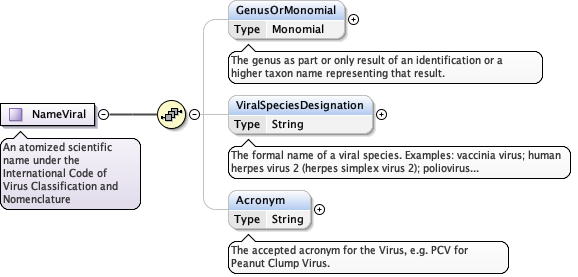 GenusOrMonomial
Type Monomial
The genus as part or only result of an identification or a
higher taxon name representing that result.
NameViral
An atomized scientific
name under the
International Code of
Virus Classification and
Nomenclature
ViralSpeciesDesignation
Type String
The formal name of a viral species. Examples: vaccinia virus; human
herpes virus 2 (herpes simplex virus 2); poliovirus...
Acronym
Type String
The accepted acronym for the Virus, e.g. PCV for
Peanut Clump Virus.